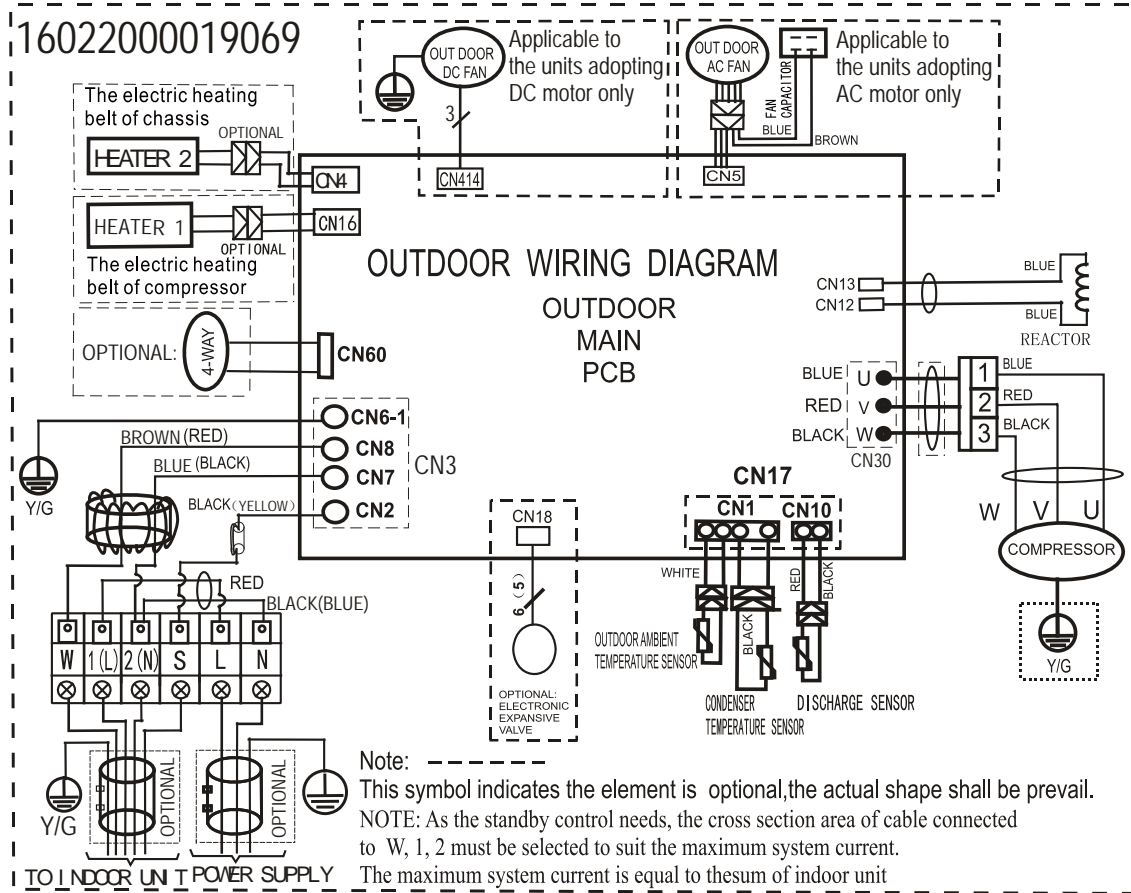 16022000019069
OUT DOOR
DC FAN
3
CN414
Applicable to
the units adopting
DC motor only
OUT DOOR
AC FAN
FAN CAPACITOR
BLUE
BROWN
CN5
Applicable to
the units adopting
AC motor only
The electric heating
belt of chassis
OPTIONAL
HEATER 2
CN4
HEATER 1
CN16
OPTIONAL
The electric heating
belt of compressor
OPTIONAL:
4-WAY
CN60
OUTDOOR WIRING DIAGRAM
OUTDOOR
MAIN
PCB
CN13
CN12
BLUE
BLUE
REACTOR
BLUE U
RED V
BLACK W
CN30
1 BLUE
2 RED
3 BLACK
W V U
COMPRESSOR
Y/G
CN6-1
CN8
CN7
CN2
CN3
BROWN(RED)
BLUE(BLACK)
BLACK(YELLOW)
Y/G
RED
BLACK(BLUE)
W 1(L) 2(N) S L N
CN18
6 (5)
OPTIONAL:
ELECTRONIC
EXPANSIVE
VALVE
CN17
CN1 CN10
WHITE
BLACK
RED
BLACK
OUTDOOR AMBIENT
TEMPERATURE SENSOR
CONDENSER
TEMPERATURE SENSOR
DISCHARGE SENSOR
Y/G
OPTIONAL
OPTIONAL
TO INDOOR UNIT POWER SUPPLY
Note:
This symbol indicates the element is optional,the actual shape shall be prevail.
NOTE: As the standby control needs, the cross section area of cable connected
to W, 1, 2 must be selected to suit the maximum system current.
The maximum system current is equal to thesum of indoor unit